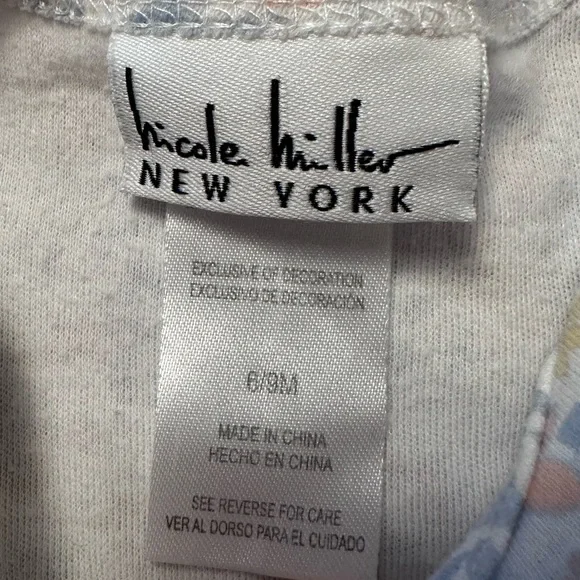 nicole miller
NEW YORK
EXCLUSIVE OF DECORATION
EXCLUSIVO DE DECORACIÓN
6/9M
MADE IN CHINA
HECHO EN CHINA
SEE REVERSE FOR CARE
VER AL DORSO PARA EL CUIDADO